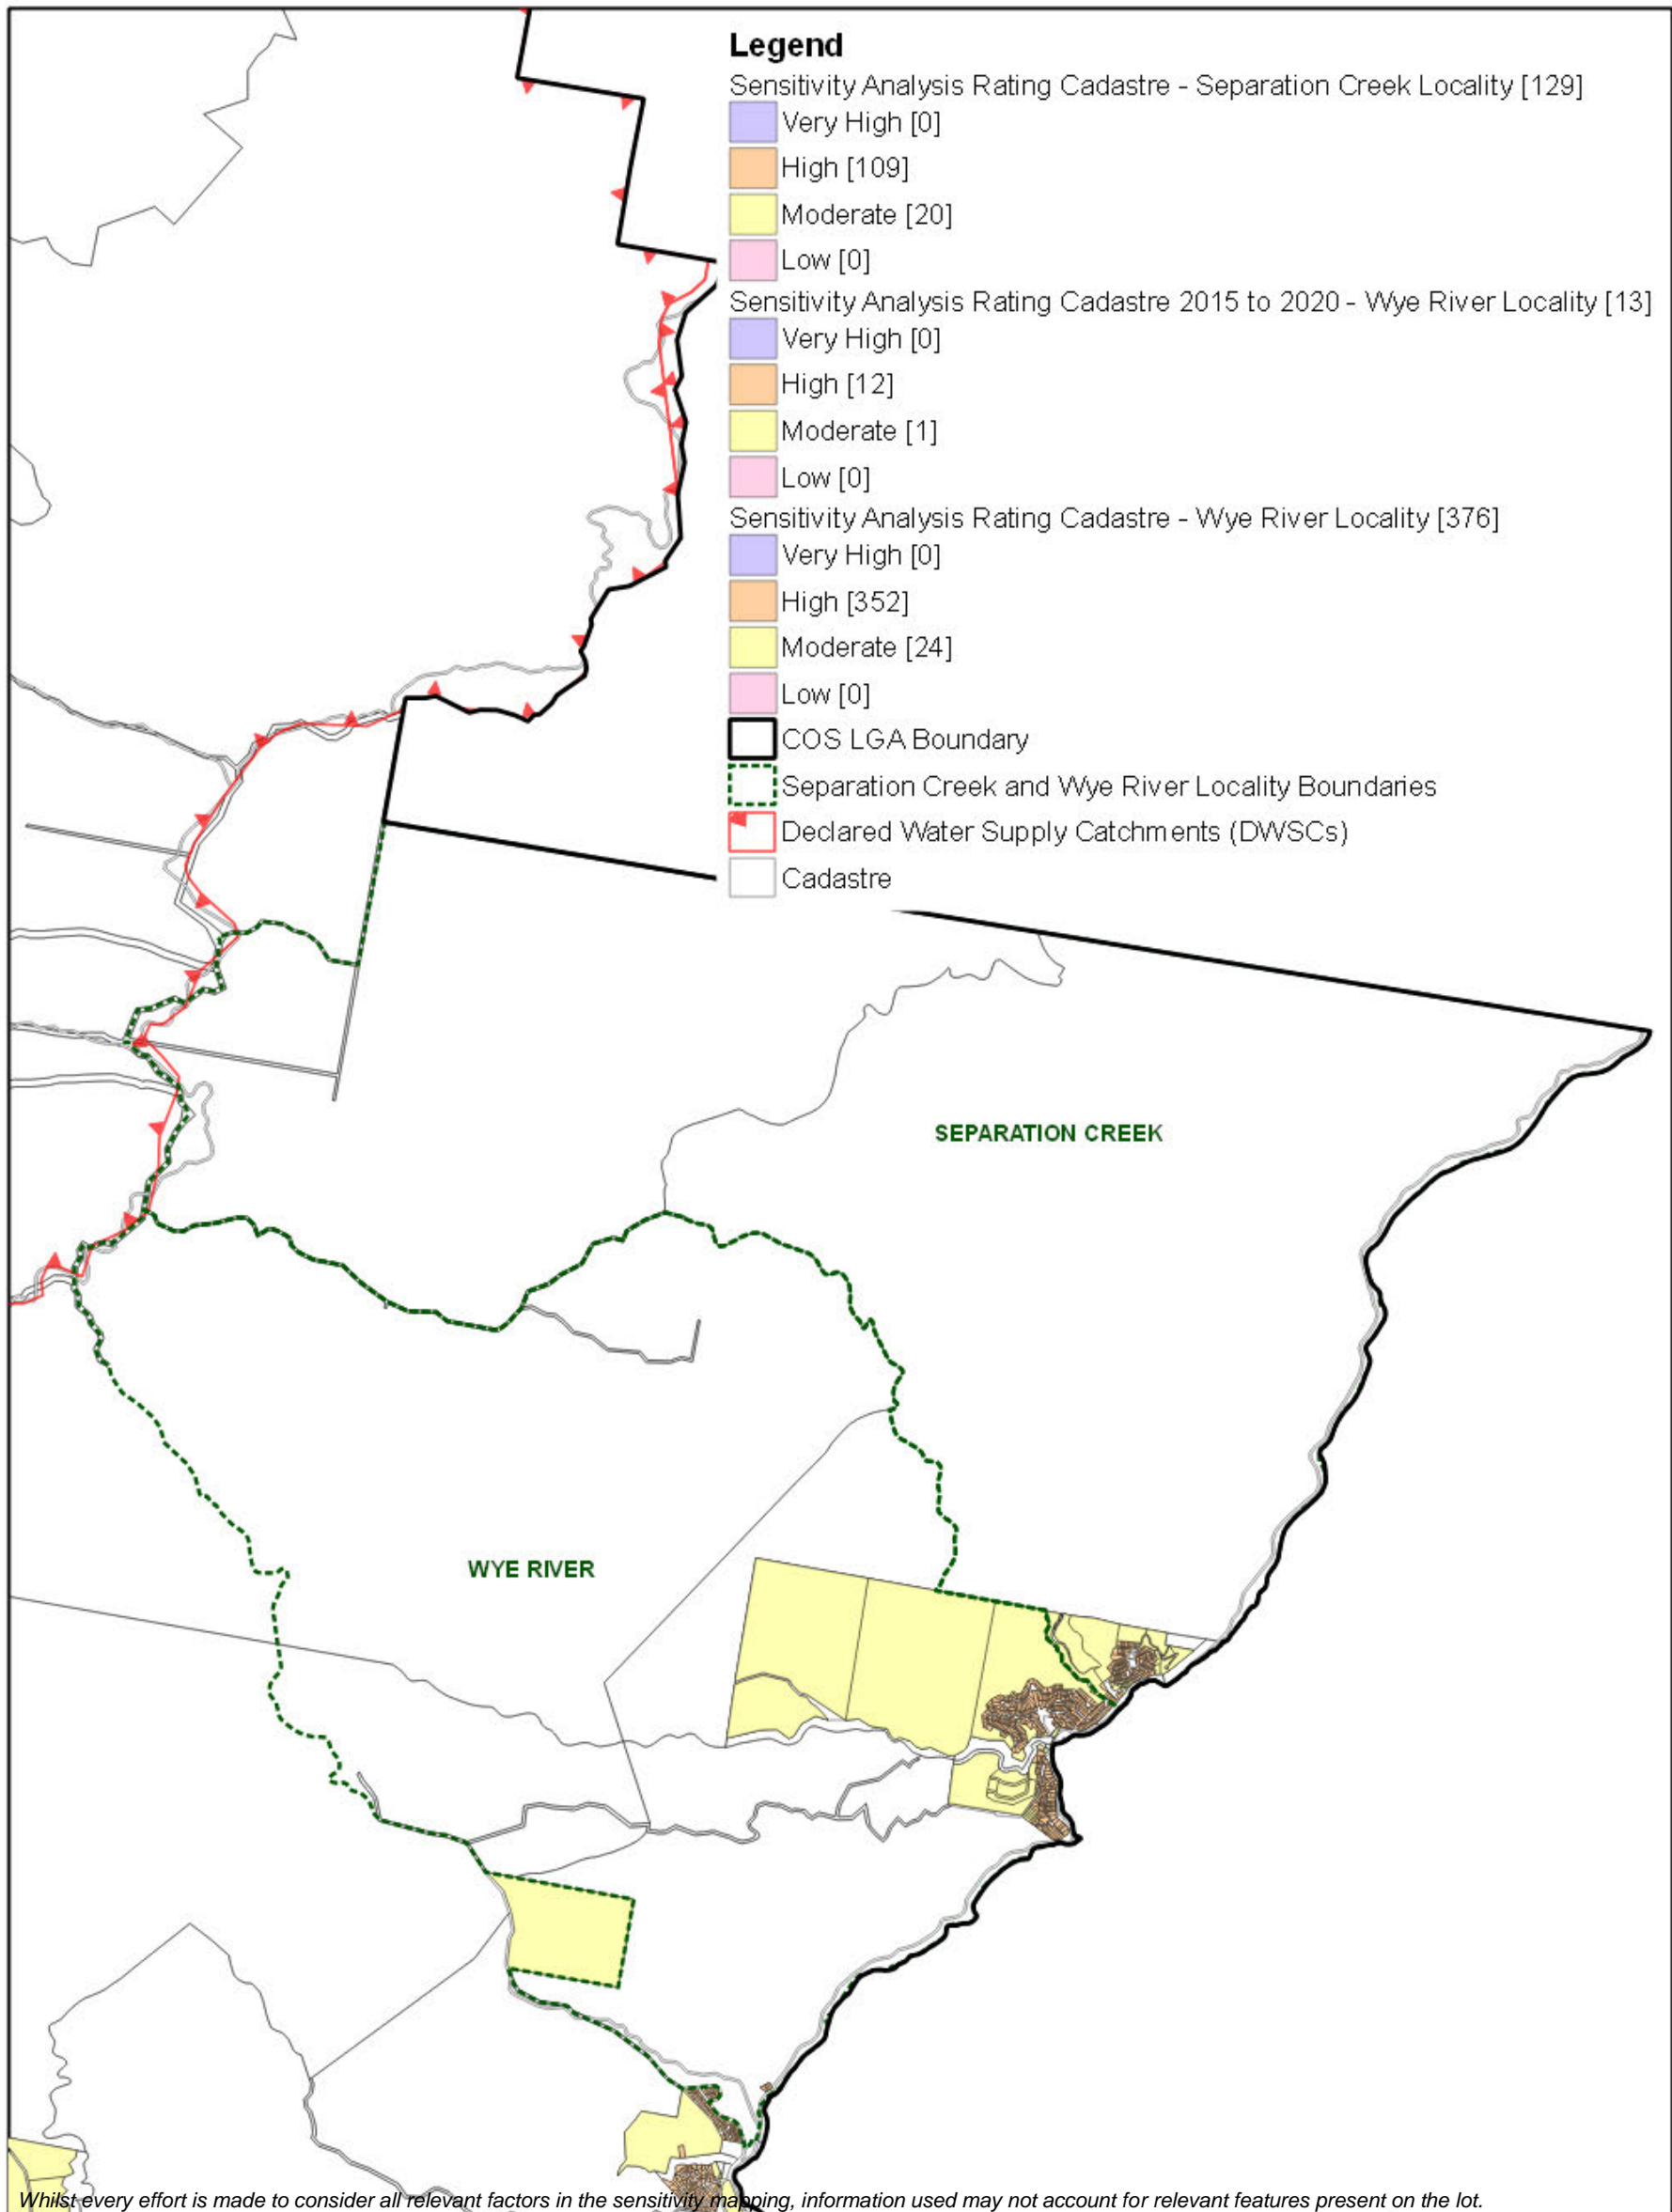 Legend
Sensitivity Analysis Rating Cadastre - Separation Creek Locality [129]
Very High [0]
High [109]
Moderate [20]
Low [0]
Sensitivity Analysis Rating Cadastre 2015 to 2020 - Wye River Locality [13]
Very High [0]
High [12]
Moderate [1]
Low [0]
Sensitivity Analysis Rating Cadastre - Wye River Locality [376]
Very High [0]
High [352]
Moderate [24]
Low [0]
COS LGA Boundary
Separation Creek and Wye River Locality Boundaries
Declared Water Supply Catchments (DWSCs)
Cadastre
SEPARATION CREEK
WYE RIVER
Whilst every effort is made to consider all relevant factors in the sensitivity mapping, information used may not account for relevant features present on the lot.